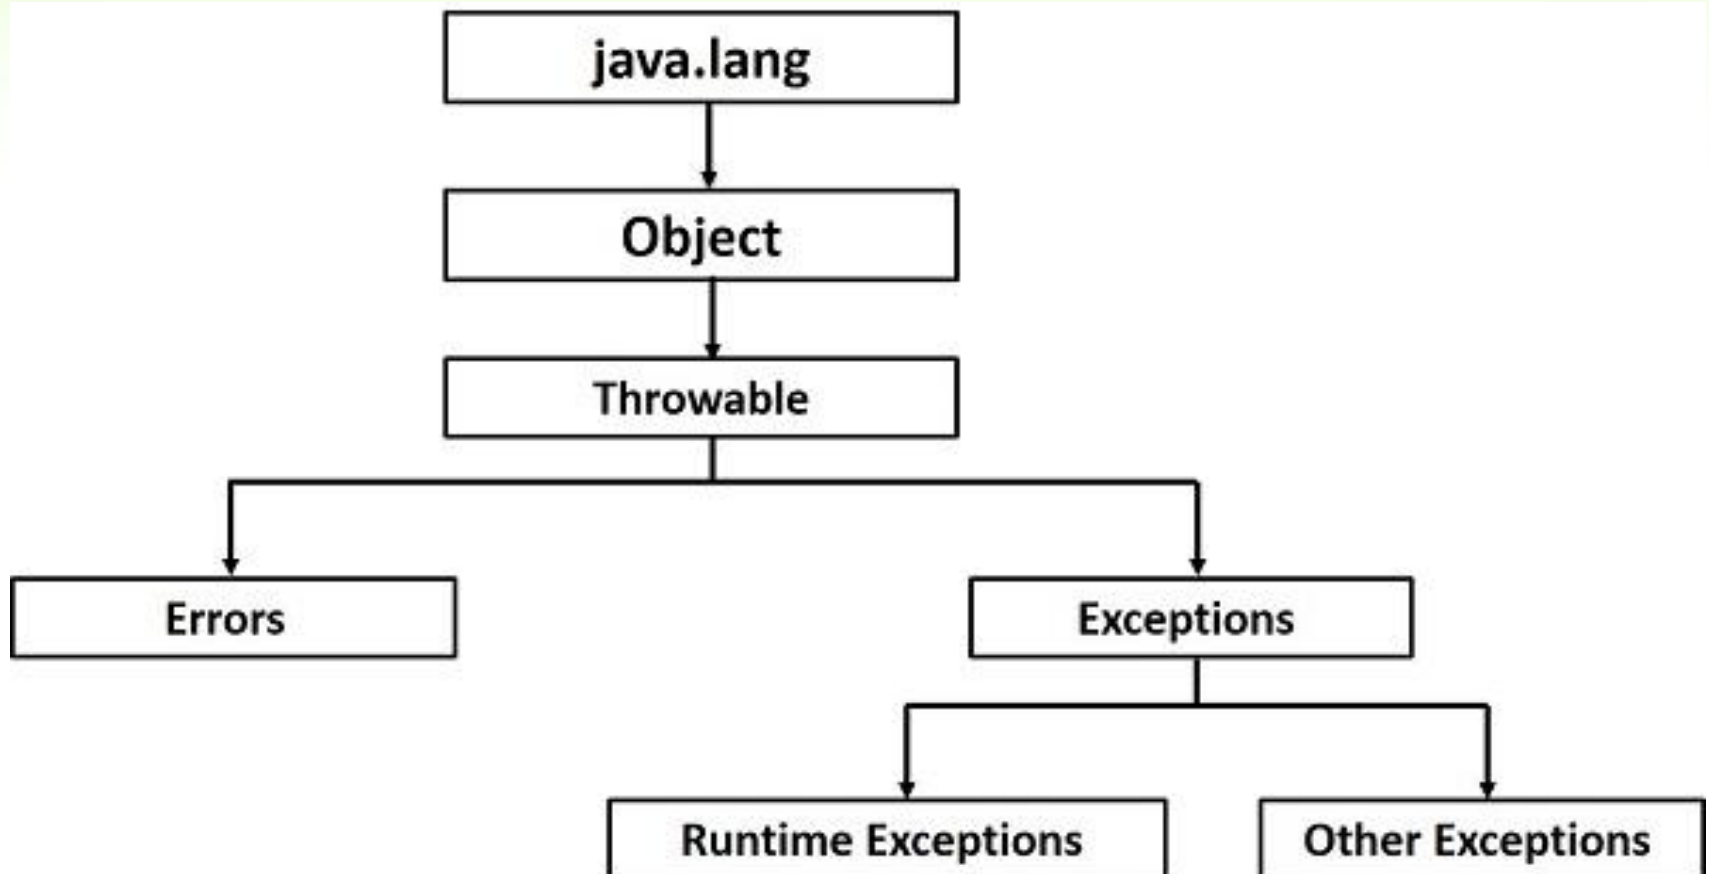 java.lang
Object
Throwable
Errors
Exceptions
Runtime Exceptions
Other Exceptions